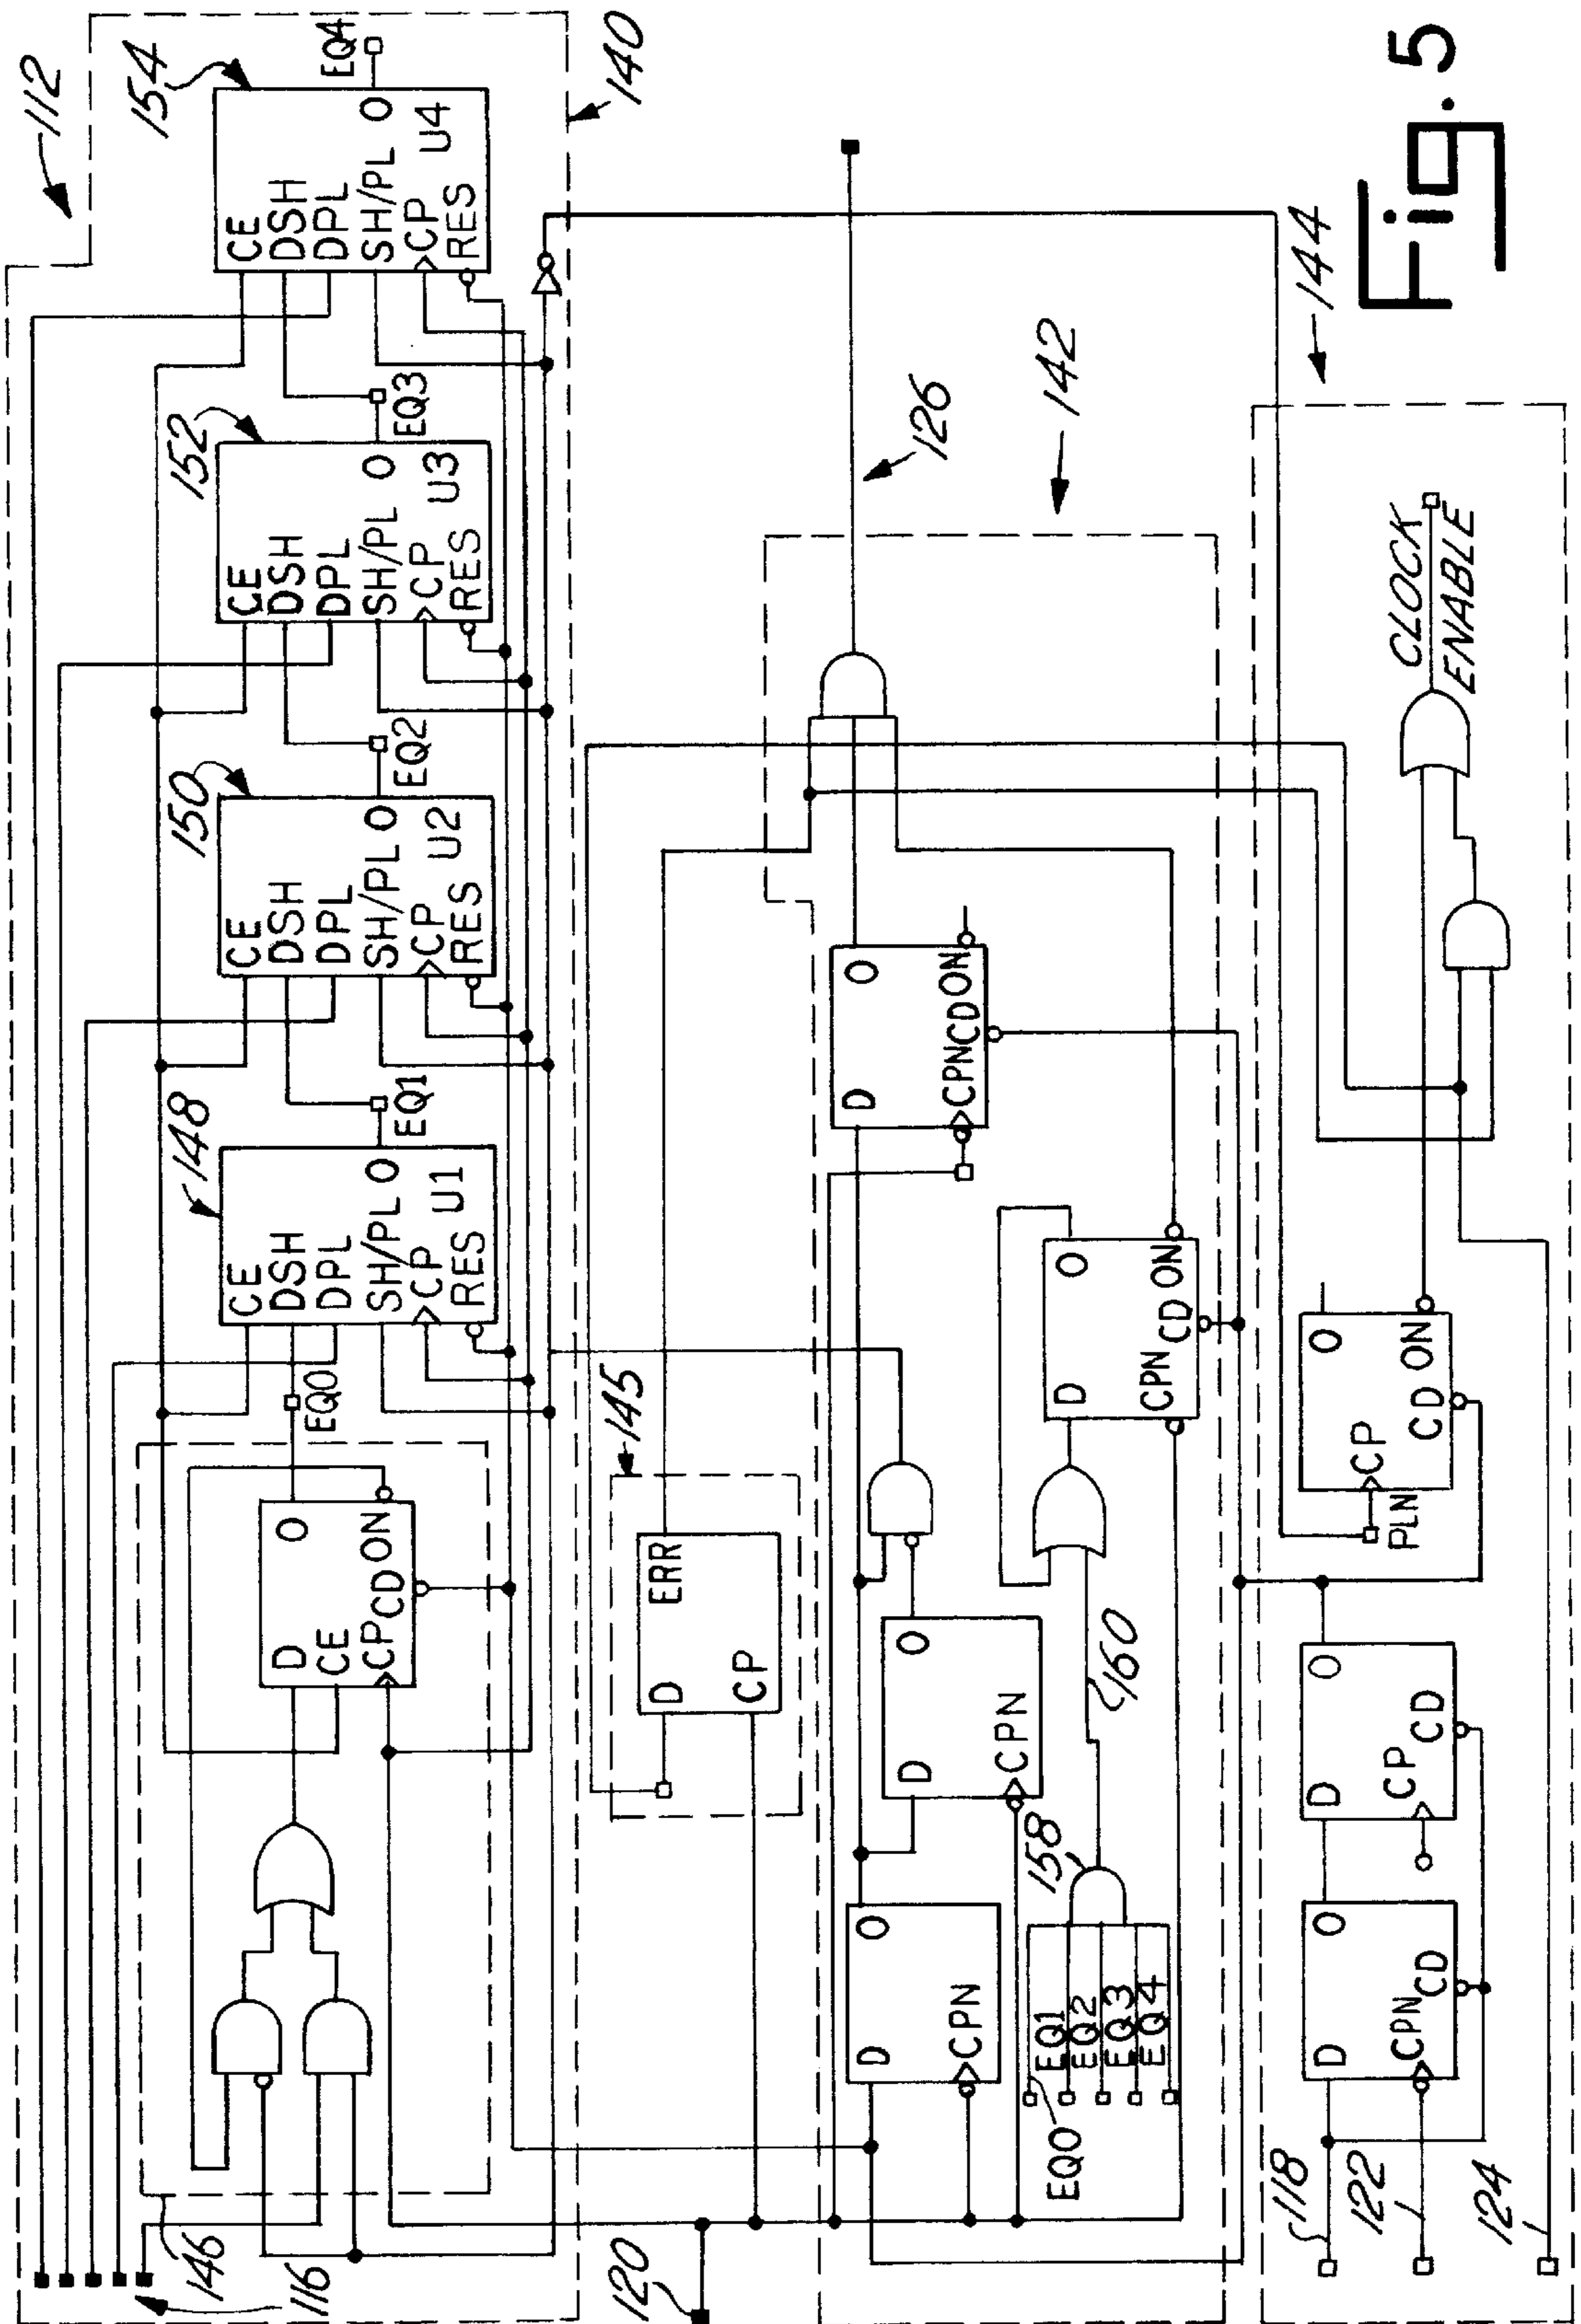 112
154
EQ4
CE
DSH
DPL
SH/PL O
CP
U4
RES
140
152
EQ3
CE
DSH
DPL
SH/PL O
CP
U3
RES
150
EQ2
CE
DSH
DPL
SH/PL O
CP
U2
RES
148
EQ1
CE
DSH
DPL
SH/PL O
CP
U1
RES
EQ0
D
O
CE
CP
CD
ON
146
116
145
D
ERR
CP
120
126
142
D
O
CPN
CD
ON
D
O
CPN
CD
ON
D
O
CPN
D
O
CPN
158
160
EQ0
EQ1
EQ2
EQ3
EQ4
144
CLOCK
ENABLE
O
CP
CD
ON
PLN
D
O
CP
CD
D
O
CPN
CD
118
122
124
Fig. 5